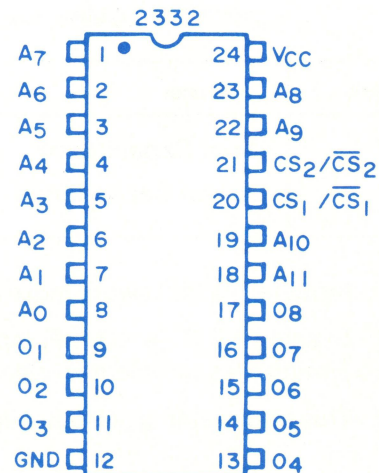 2332
A7 1 24 VCC
A6 2 23 A8
A5 3 22 A9
A4 4 21 CS2/C̅S̅2
A3 5 20 CS1/C̅S̅1
A2 6 19 A10
A1 7 18 A11
A0 8 17 O8
O1 9 16 O7
O2 10 15 O6
O3 11 14 O5
GND 12 13 O4